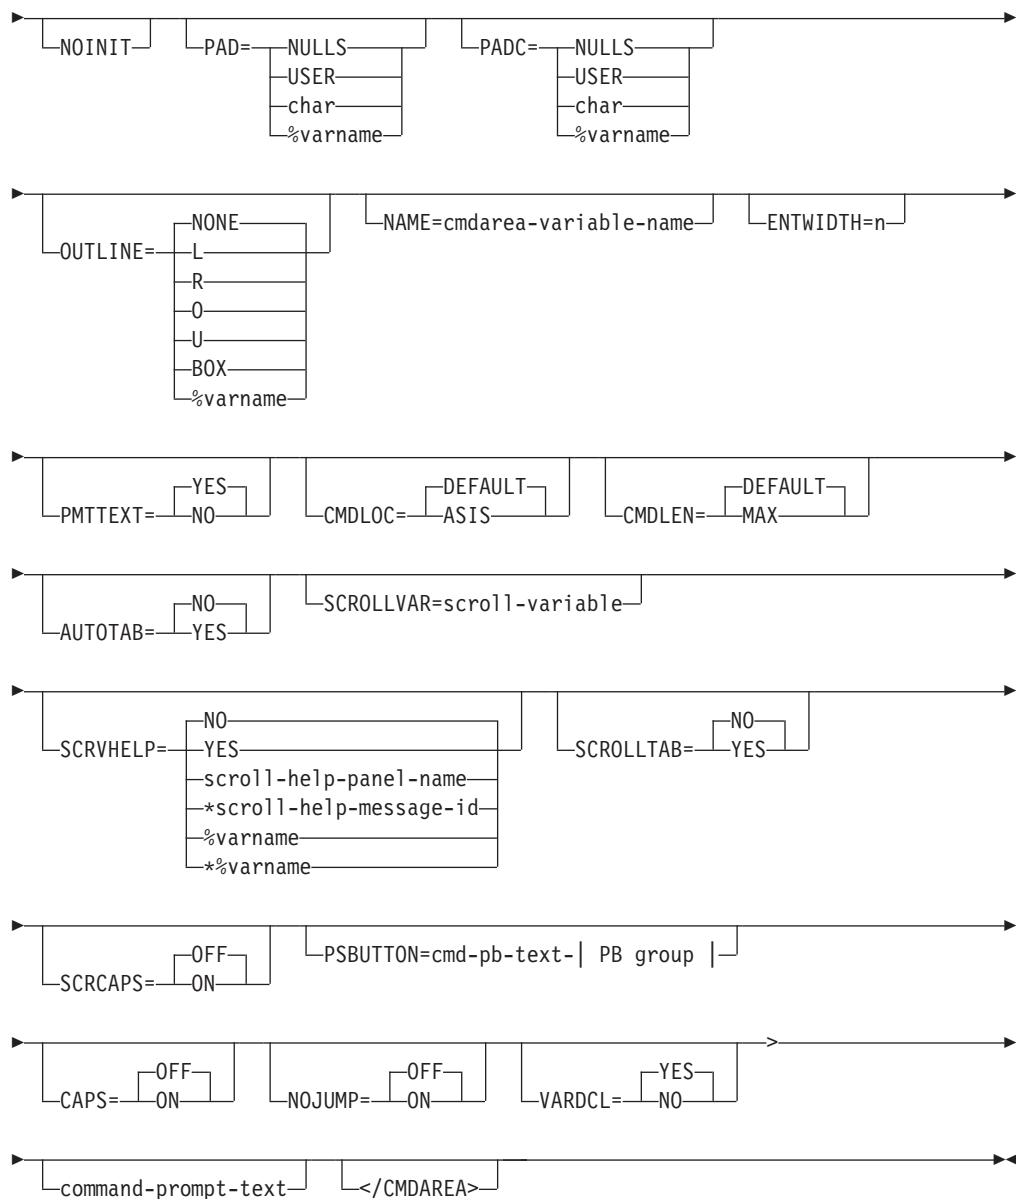 NOINIT PAD= NULLS PADC= NULLS
USER USER
char char
%varname %varname
NONE NAME=cmdarea-variable-name ENTWIDTH=n
OUTLINE= L
R
O
U
BOX
%varname
YES DEFAULT DEFAULT
PMTTEXT= NO CMDLOC= ASIS CMDLEN= MAX
NO SCROLLVAR=scroll-variable
AUTOTAB= YES
NO NO
SCRVHELP= YES SCROLLTAB= YES
scroll-help-panel-name
*scroll-help-message-id
%varname
*%varname
OFF PSBUTTON=cmd-pb-text-| PB group |
SCRCAPS= ON
>
OFF OFF YES
CAPS= ON NOJUMP= ON VARDCL= NO
command-prompt-text </CMDAREA>